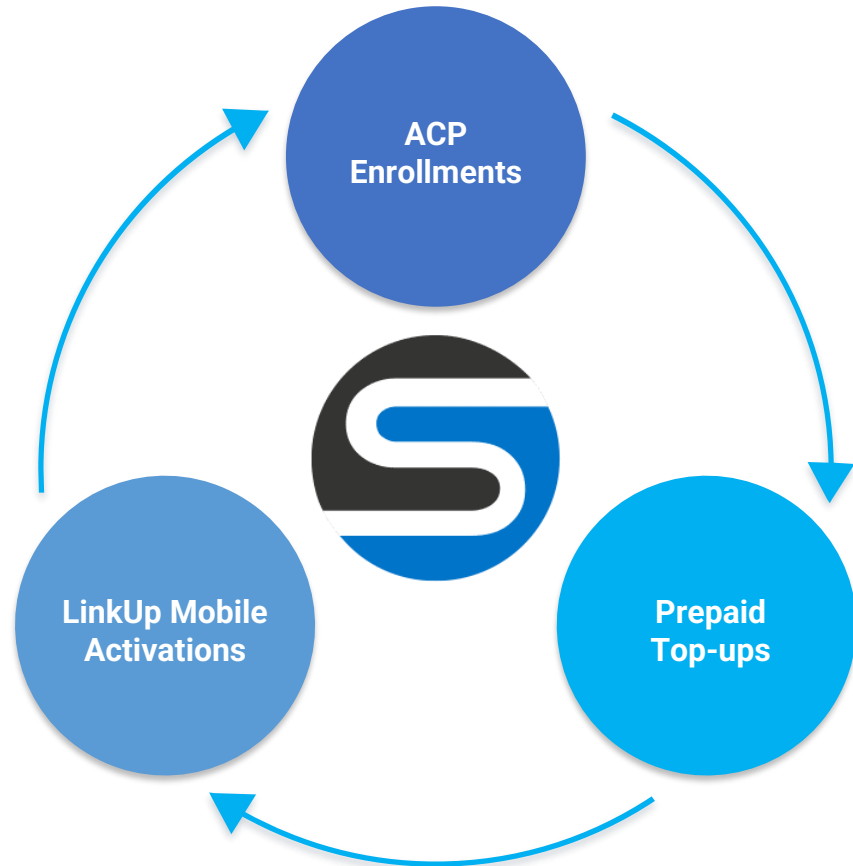 ACP
Enrollments
LinkUp Mobile
Activations
Prepaid
Top-ups